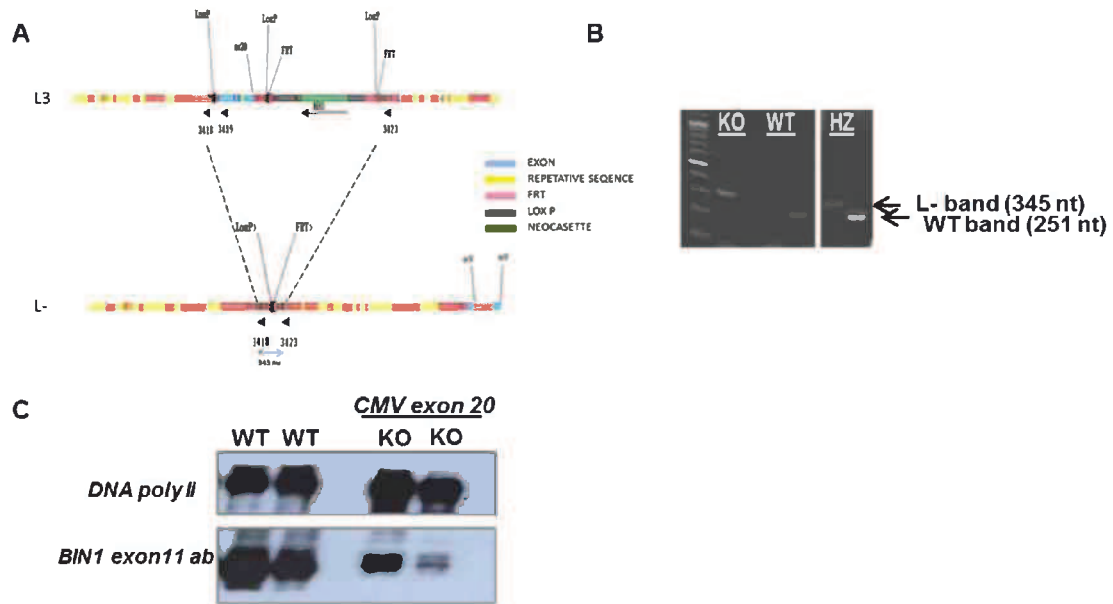 A
LoxP
LoxP
LoxP
ex20
FRT
FRT
L3
3418
3419
3423
EXON
REPETATIVE SEQENCE
FRT
LOX P
NEOCASETTE
LoxP>
FRT>
L-
3418
3423
345 nu
B
KO
WT
HZ
L- band (345 nt)
WT band (251 nt)
C
CMV exon 20
WT
WT
KO
KO
DNA poly II
BIN1 exon11 ab